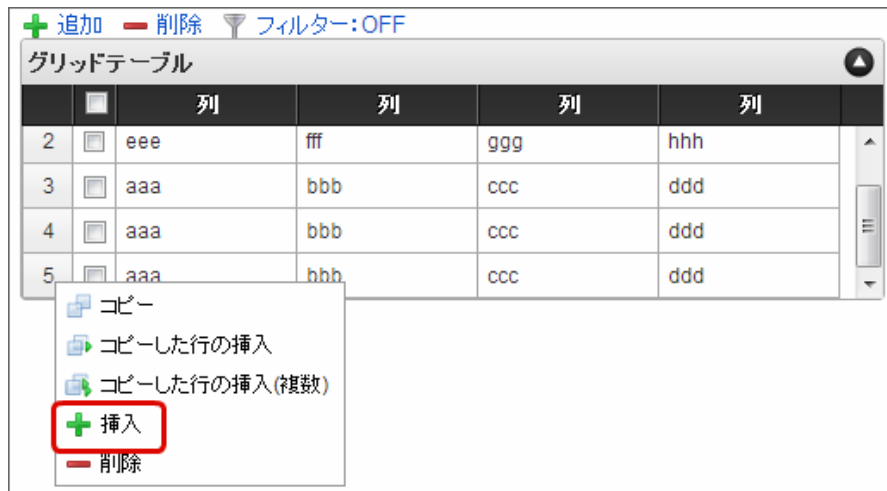 追加 削除 フィルター:OFF
グリッドテーブル
列 列 列 列
2 eee fff ggg hhh
3 aaa bbb ccc ddd
4 aaa bbb ccc ddd
5 aaa bbb ccc ddd
コピー
コピーした行の挿入
コピーした行の挿入(複数)
挿入
削除